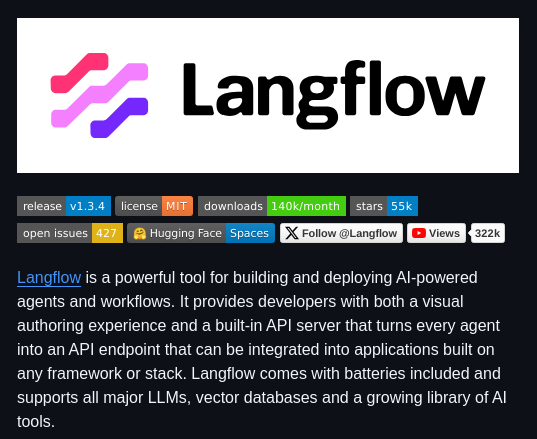 Langflow
release v1.3.4 license MIT downloads 140k/month stars 55k
open issues 427 Hugging Face Spaces Follow @Langflow Views 322k
Langflow is a powerful tool for building and deploying AI-powered
agents and workflows. It provides developers with both a visual
authoring experience and a built-in API server that turns every agent
into an API endpoint that can be integrated into applications built on
any framework or stack. Langflow comes with batteries included and
supports all major LLMs, vector databases and a growing library of AI
tools.